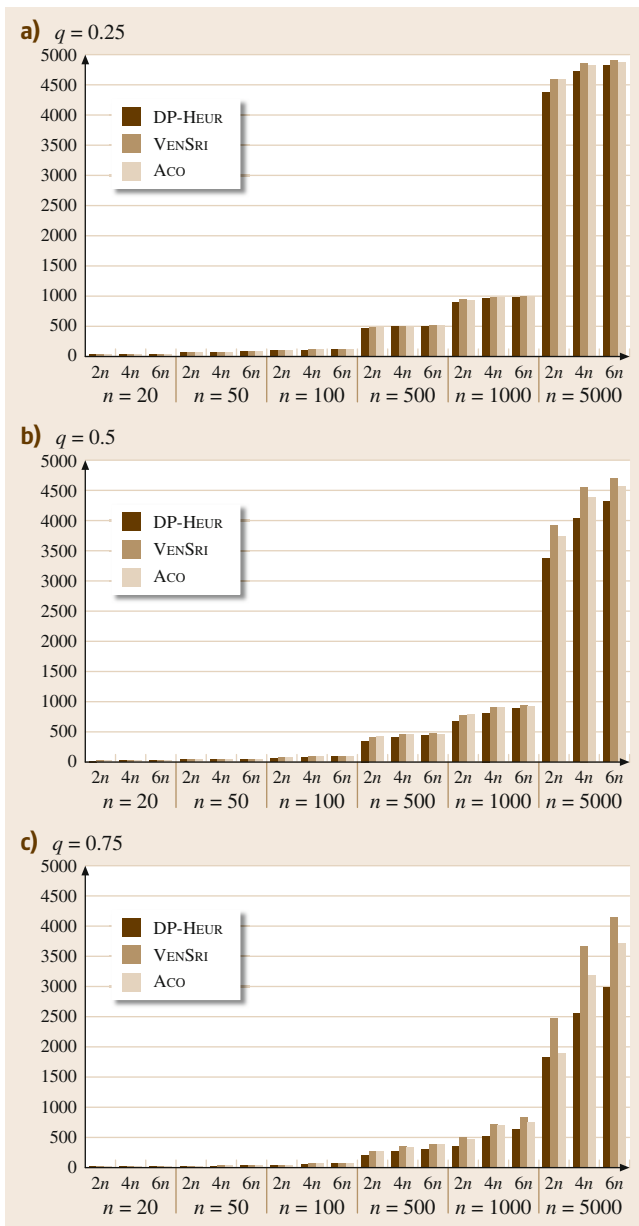 a) q = 0.25
5000
4500
4000
3500
3000
2500
2000
1500
1000
500
0
DP-HEUR
VENSRI
ACO
2n 4n 6n 2n 4n 6n 2n 4n 6n 2n 4n 6n 2n 4n 6n 2n 4n 6n
n = 20 n = 50 n = 100 n = 500 n = 1000 n = 5000
b) q = 0.5
5000
4500
4000
3500
3000
2500
2000
1500
1000
500
0
DP-HEUR
VENSRI
ACO
2n 4n 6n 2n 4n 6n 2n 4n 6n 2n 4n 6n 2n 4n 6n 2n 4n 6n
n = 20 n = 50 n = 100 n = 500 n = 1000 n = 5000
c) q = 0.75
5000
4500
4000
3500
3000
2500
2000
1500
1000
500
0
DP-HEUR
VENSRI
ACO
2n 4n 6n 2n 4n 6n 2n 4n 6n 2n 4n 6n 2n 4n 6n 2n 4n 6n
n = 20 n = 50 n = 100 n = 500 n = 1000 n = 5000